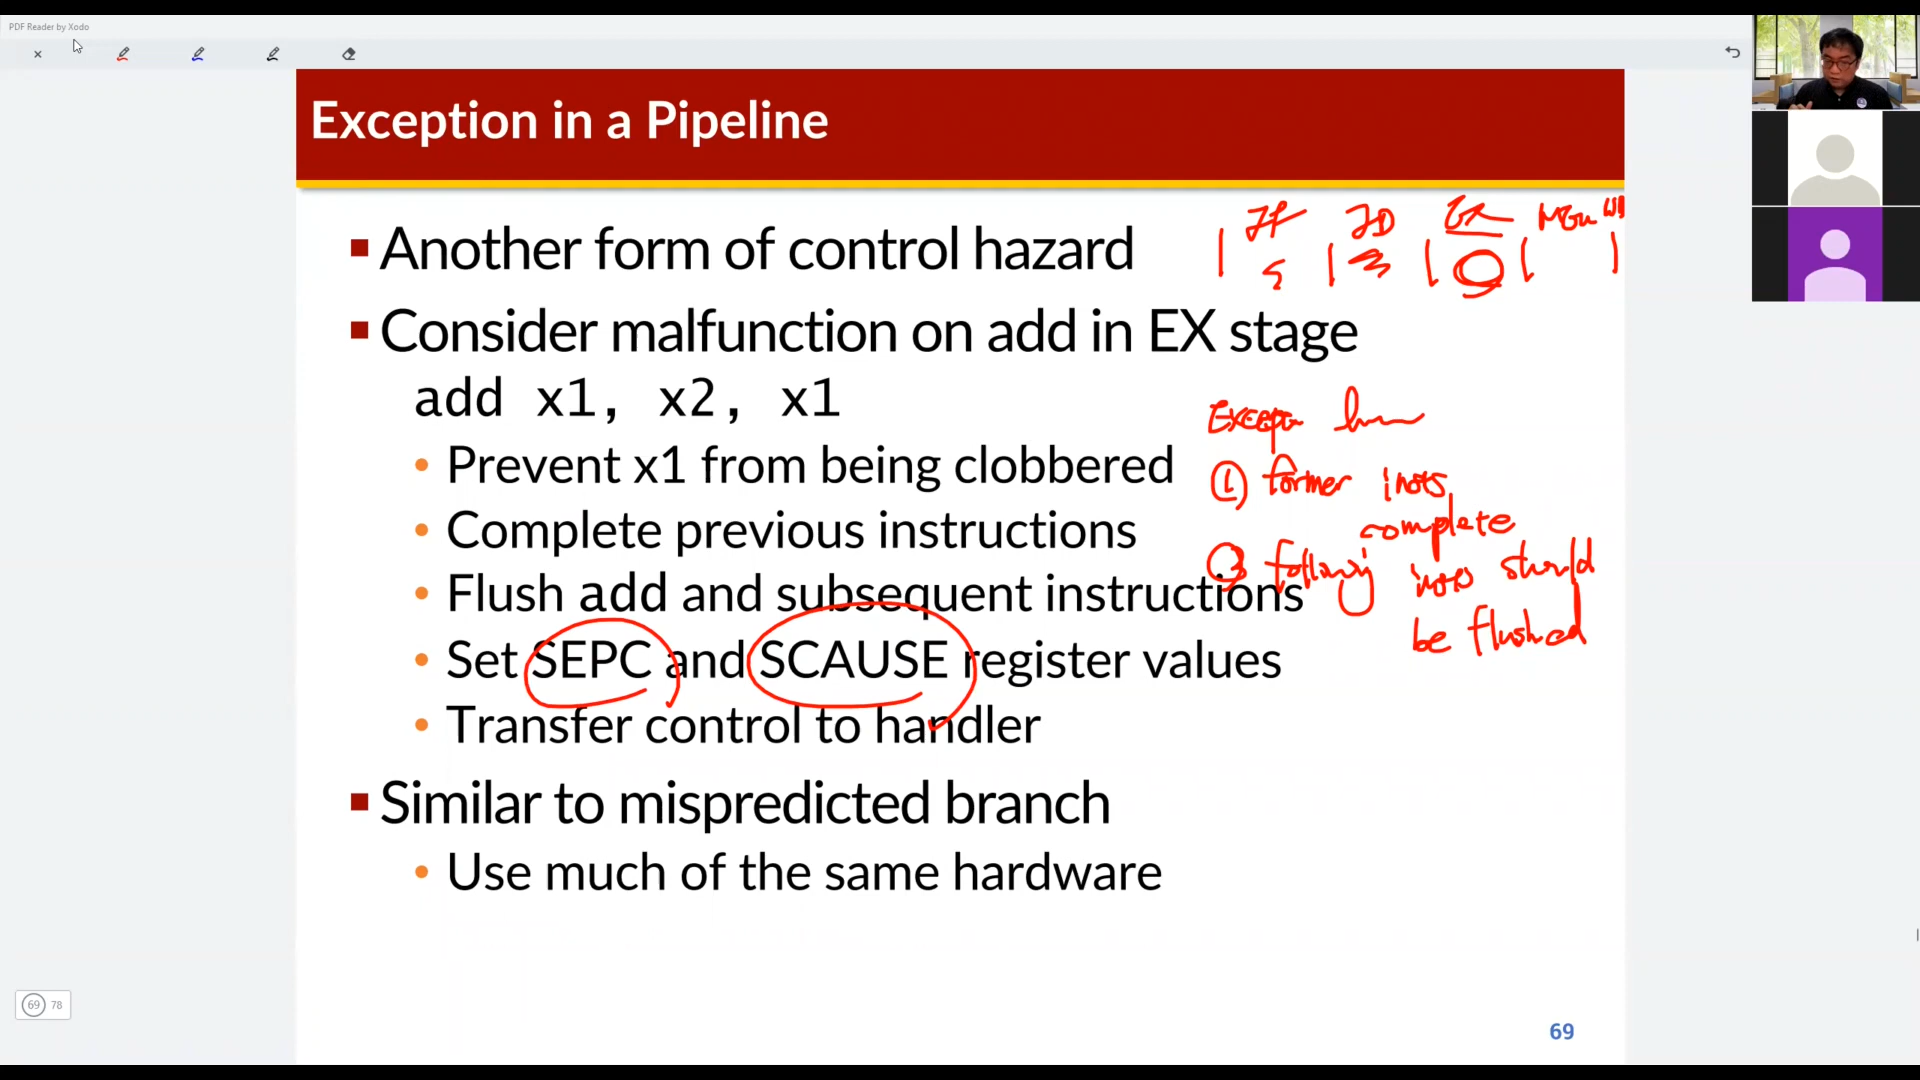 PDF Reader by Xodo
Exception in a Pipeline
IF ID EX MEM WB
Another form of control hazard
Consider malfunction on add in EX stage
add x1, x2, x1
Prevent x1 from being clobbered
Complete previous instructions
Flush add and subsequent instructions
Set SEPC and SCAUSE register values
Transfer control to handler
Similar to mispredicted branch
Use much of the same hardware
① former insts
complete
② following insts should
be flushed
69 78
69